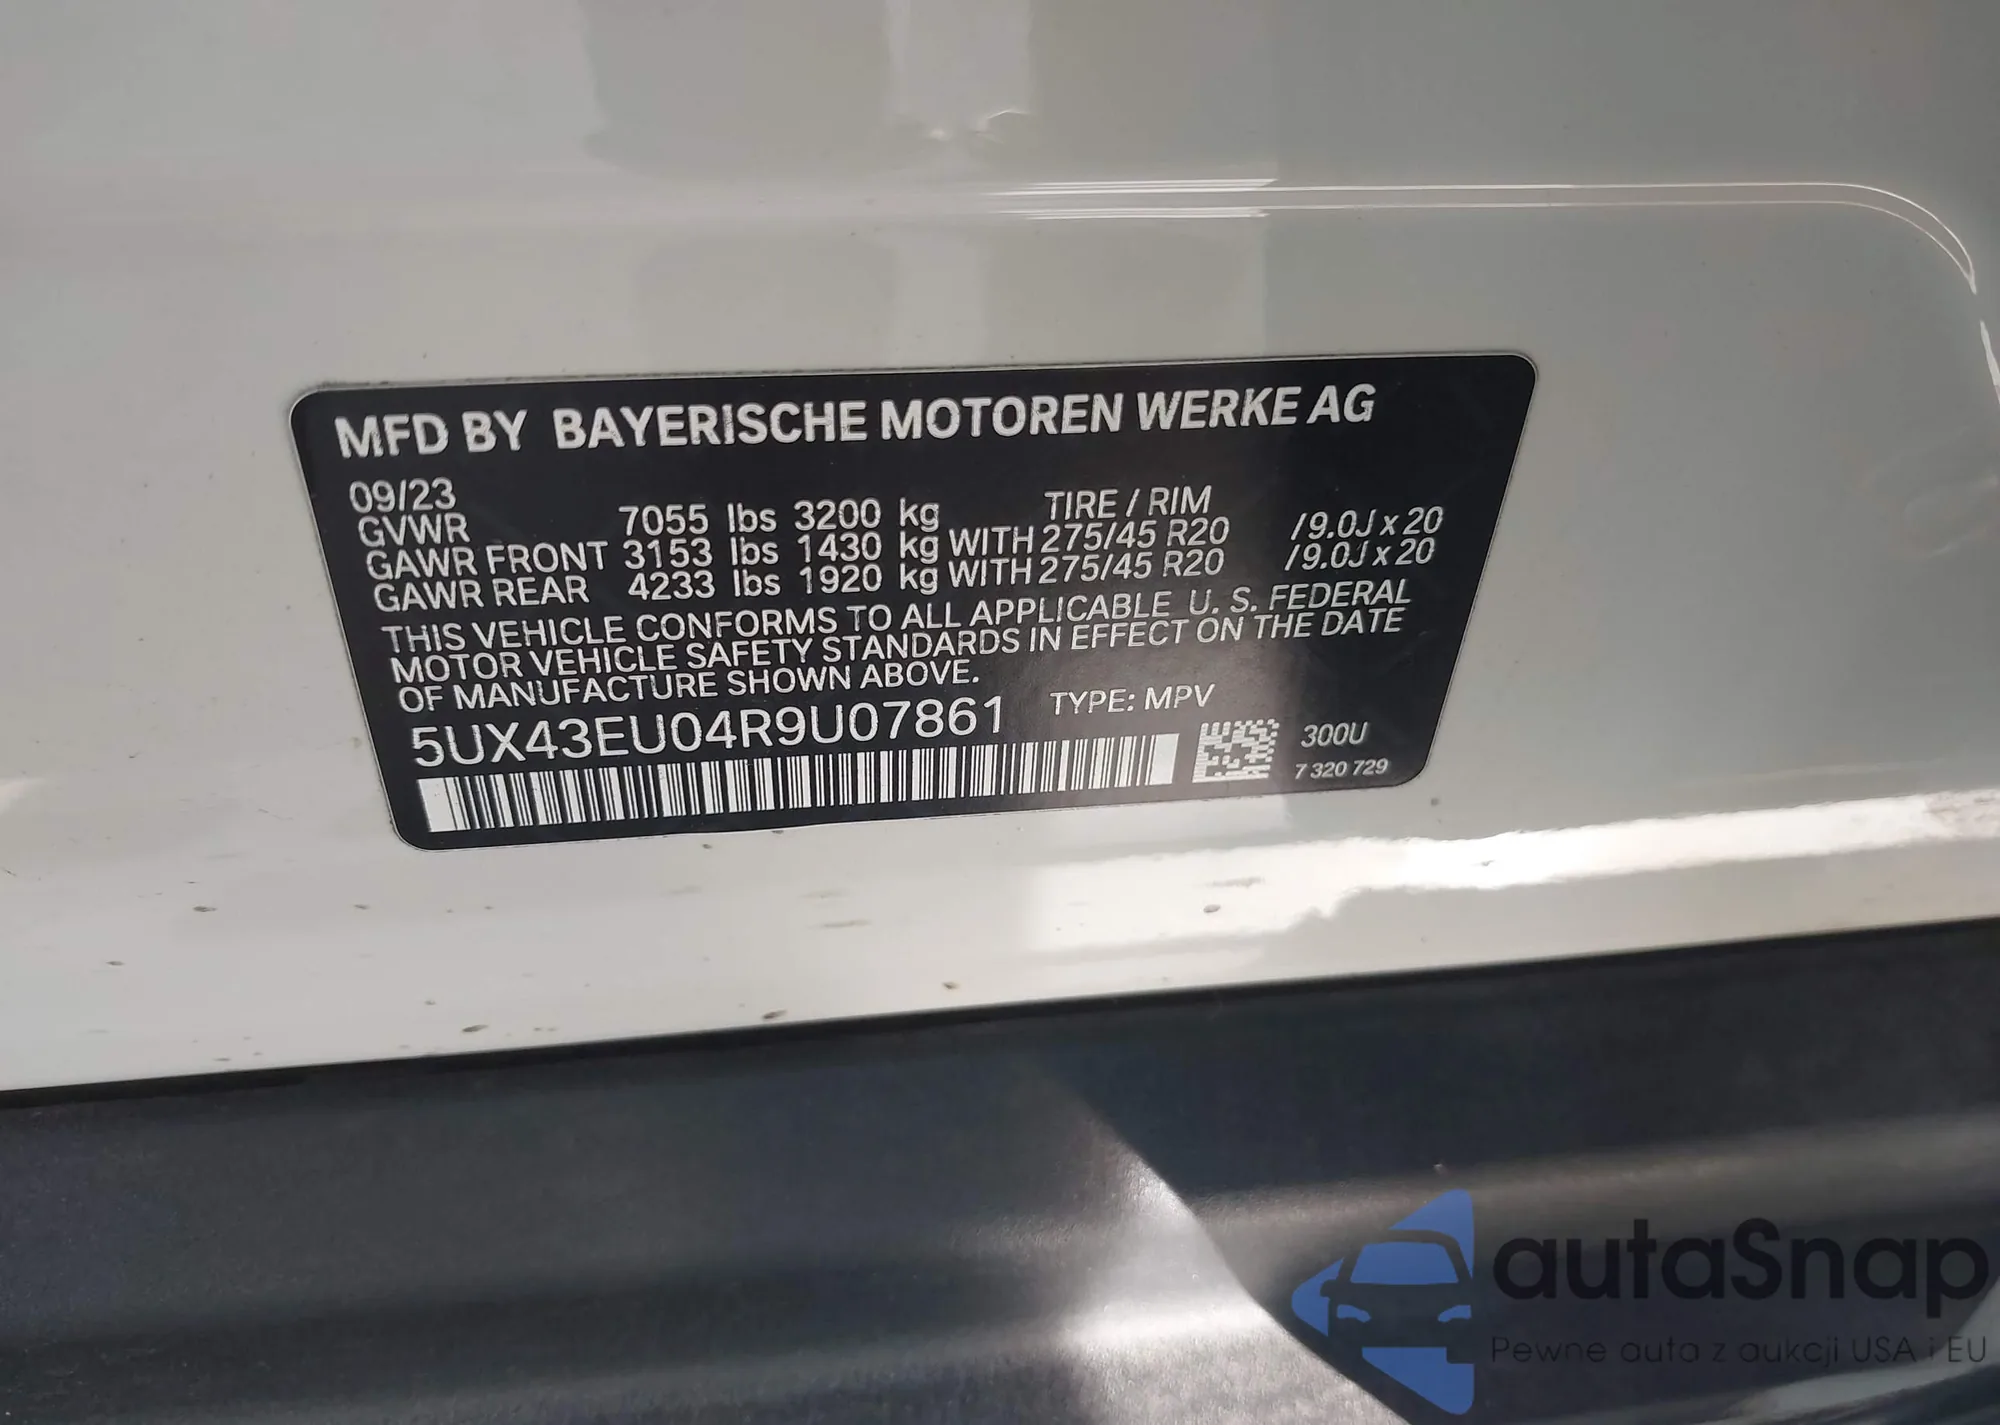 MFD BY BAYERISCHE MOTOREN WERKE AG
09/23 TIRE / RIM
GVWR 7055 lbs 3200 kg
GAWR FRONT 3153 lbs 1430 kg WITH 275/45 R20 /9.0J x 20
GAWR REAR 4233 lbs 1920 kg WITH 275/45 R20 /9.0J x 20
THIS VEHICLE CONFORMS TO ALL APPLICABLE U. S. FEDERAL
MOTOR VEHICLE SAFETY STANDARDS IN EFFECT ON THE DATE
OF MANUFACTURE SHOWN ABOVE.
5UX43EU04R9U07861 TYPE: MPV
300U
7 320 729
autaSnap
Pewne auta z aukcji USA i EU